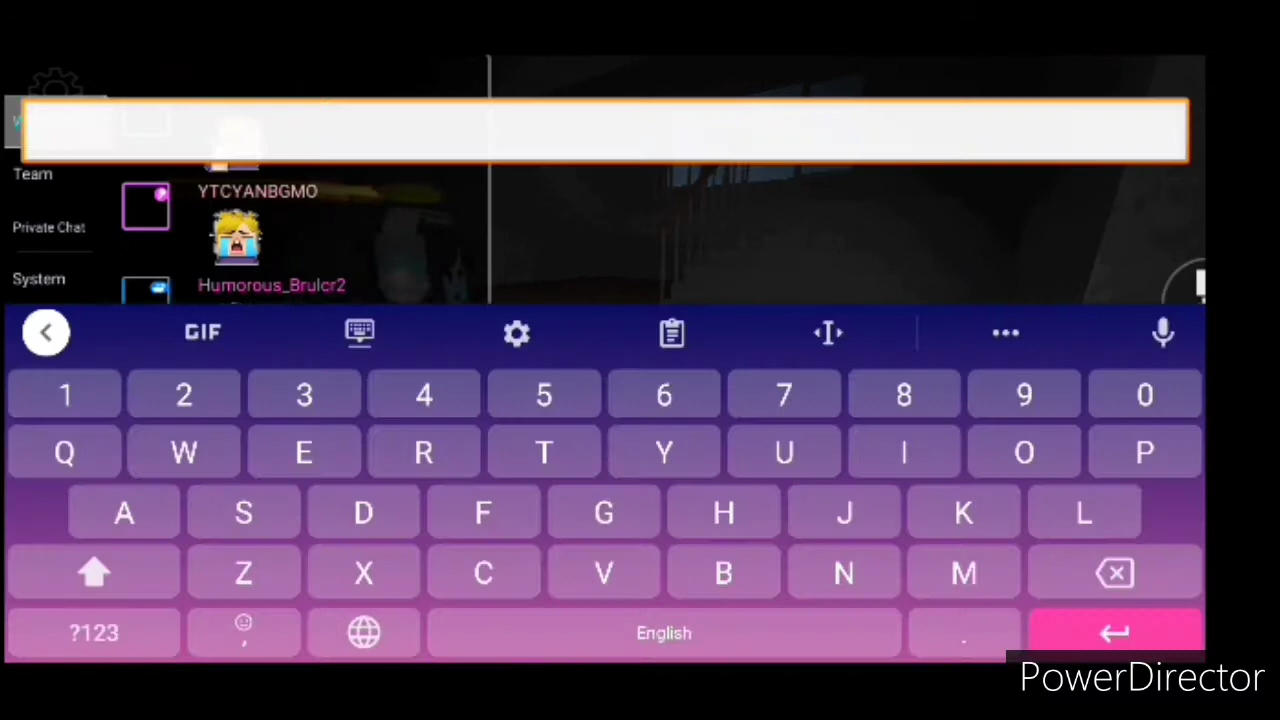 Team
YTCYANBGMO
Private Chat
System
Humorous_Brulcr2
GIF
1 2 3 4 5 6 7 8 9 0
Q W E R T Y U I O P
A S D F G H J K L
Z X C V B N M
?123 , English .
PowerDirector